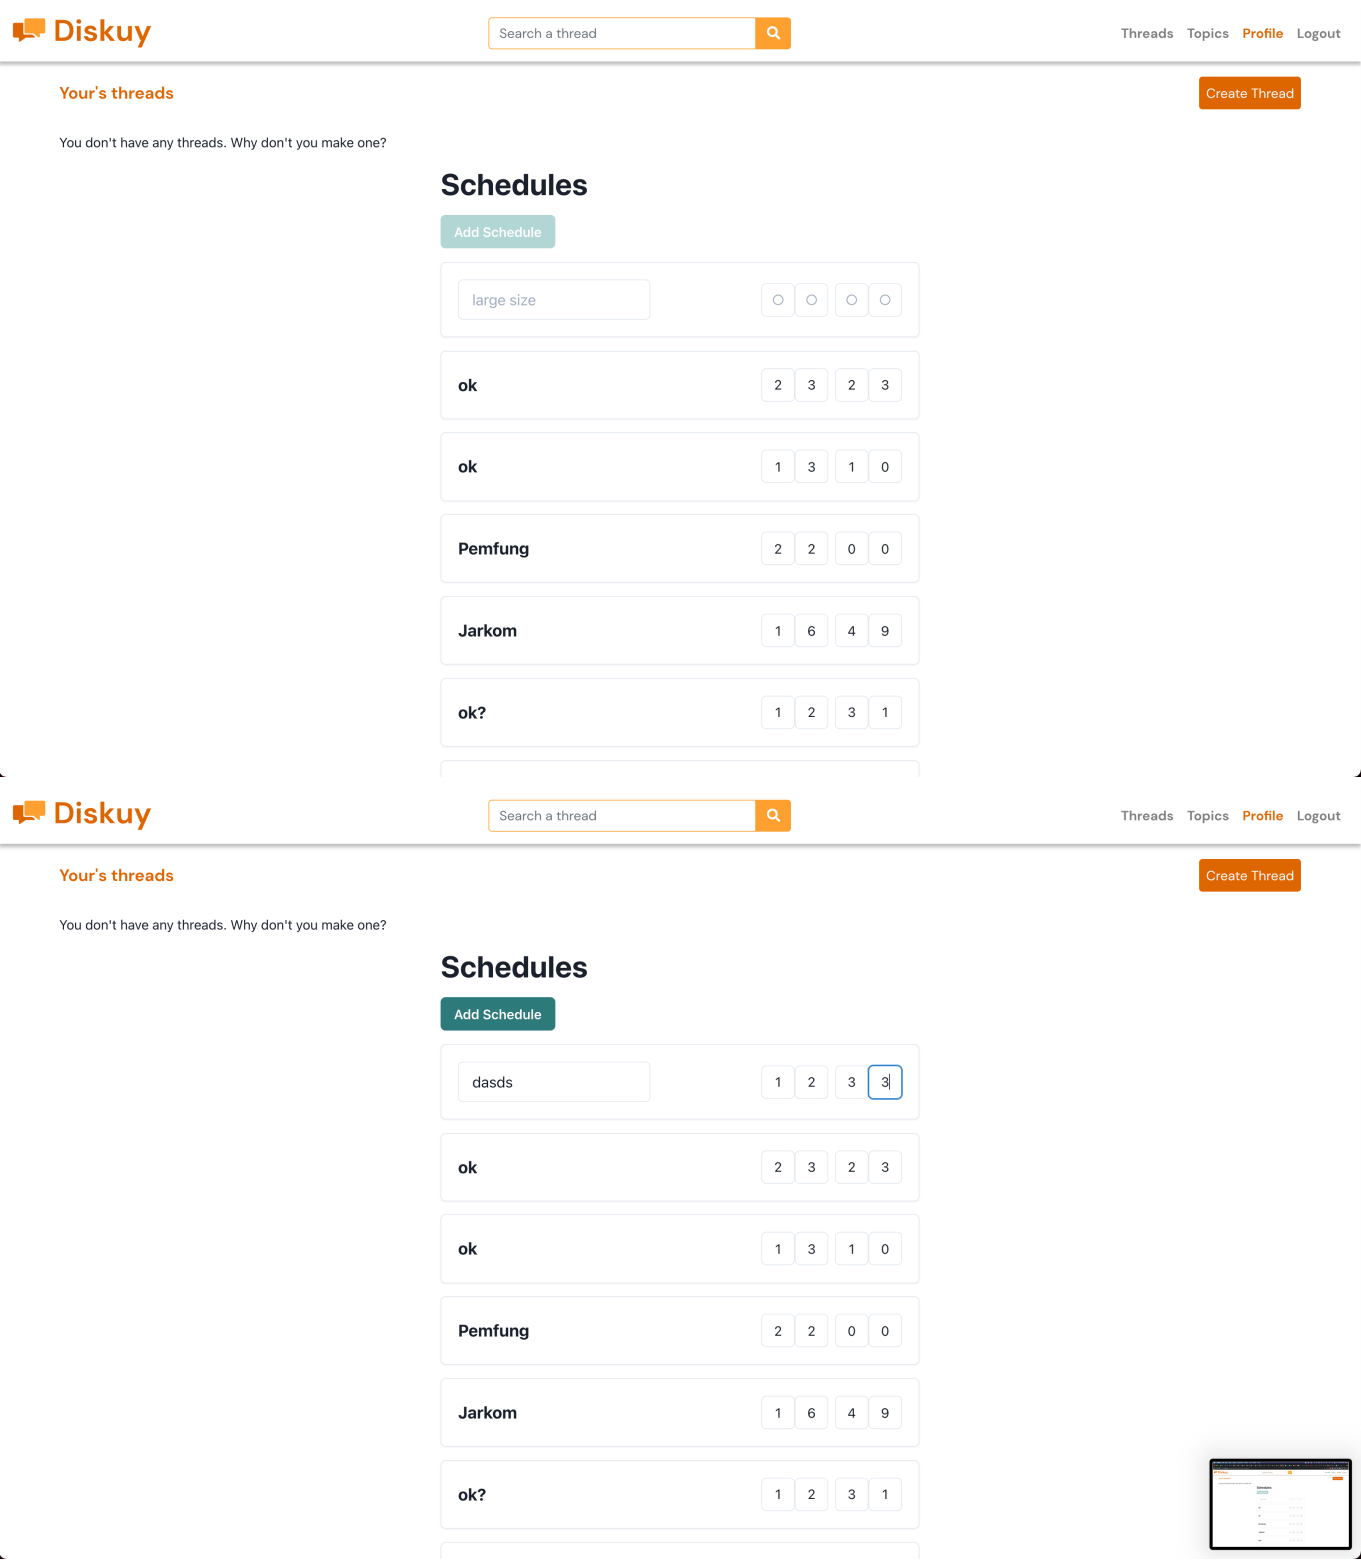 Diskuy
Search a thread
Threads Topics Profile Logout
Your's threads
Create Thread
You don't have any threads. Why don't you make one?
Schedules
Add Schedule
large size
ok 2 3 2 3
ok 1 3 1 0
Pemfung 2 2 0 0
Jarkom 1 6 4 9
ok? 1 2 3 1
Diskuy
Search a thread
Threads Topics Profile Logout
Your's threads
Create Thread
You don't have any threads. Why don't you make one?
Schedules
Add Schedule
dasds 1 2 3 3
ok 2 3 2 3
ok 1 3 1 0
Pemfung 2 2 0 0
Jarkom 1 6 4 9
ok? 1 2 3 1